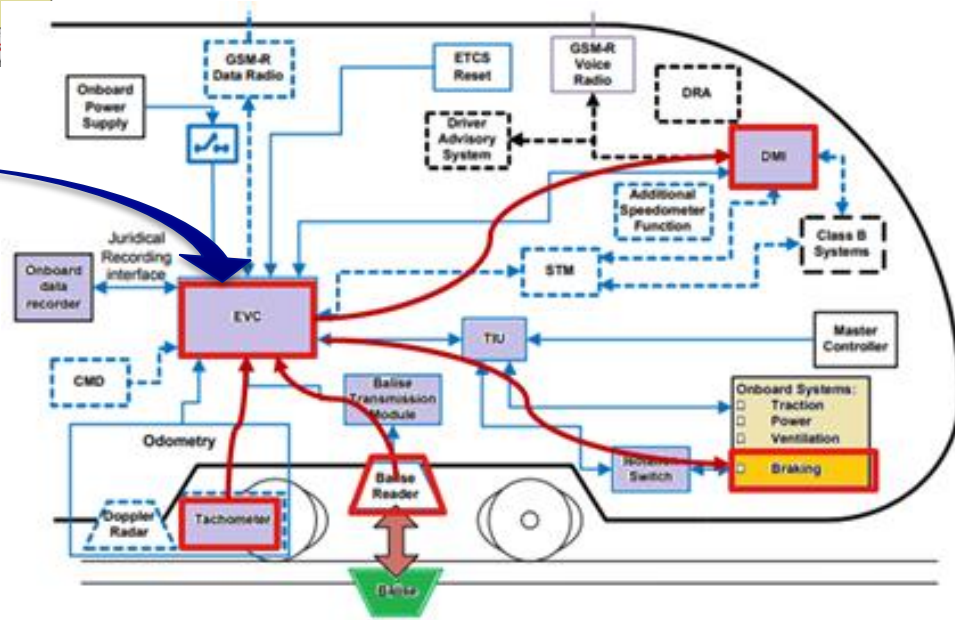 GSM-R
Data Radio
ETCS
Reset
GSM-R
Voice
Radio
DRA
Onboard
Power
Supply
Driver
Advisory
System
DMI
Additional
Speedometer
Function
Juridical
Recording
interface
Class B
Systems
Onboard
data
recorder
STM
EVC
TIU
Master
Controller
CMD
Balise
Transmission
Module
Onboard Systems:
Traction
Power
Ventilation
Braking
Odometry
Isolation
Switch
Balise
Reader
Doppler
Radar
Tachometer
Balise